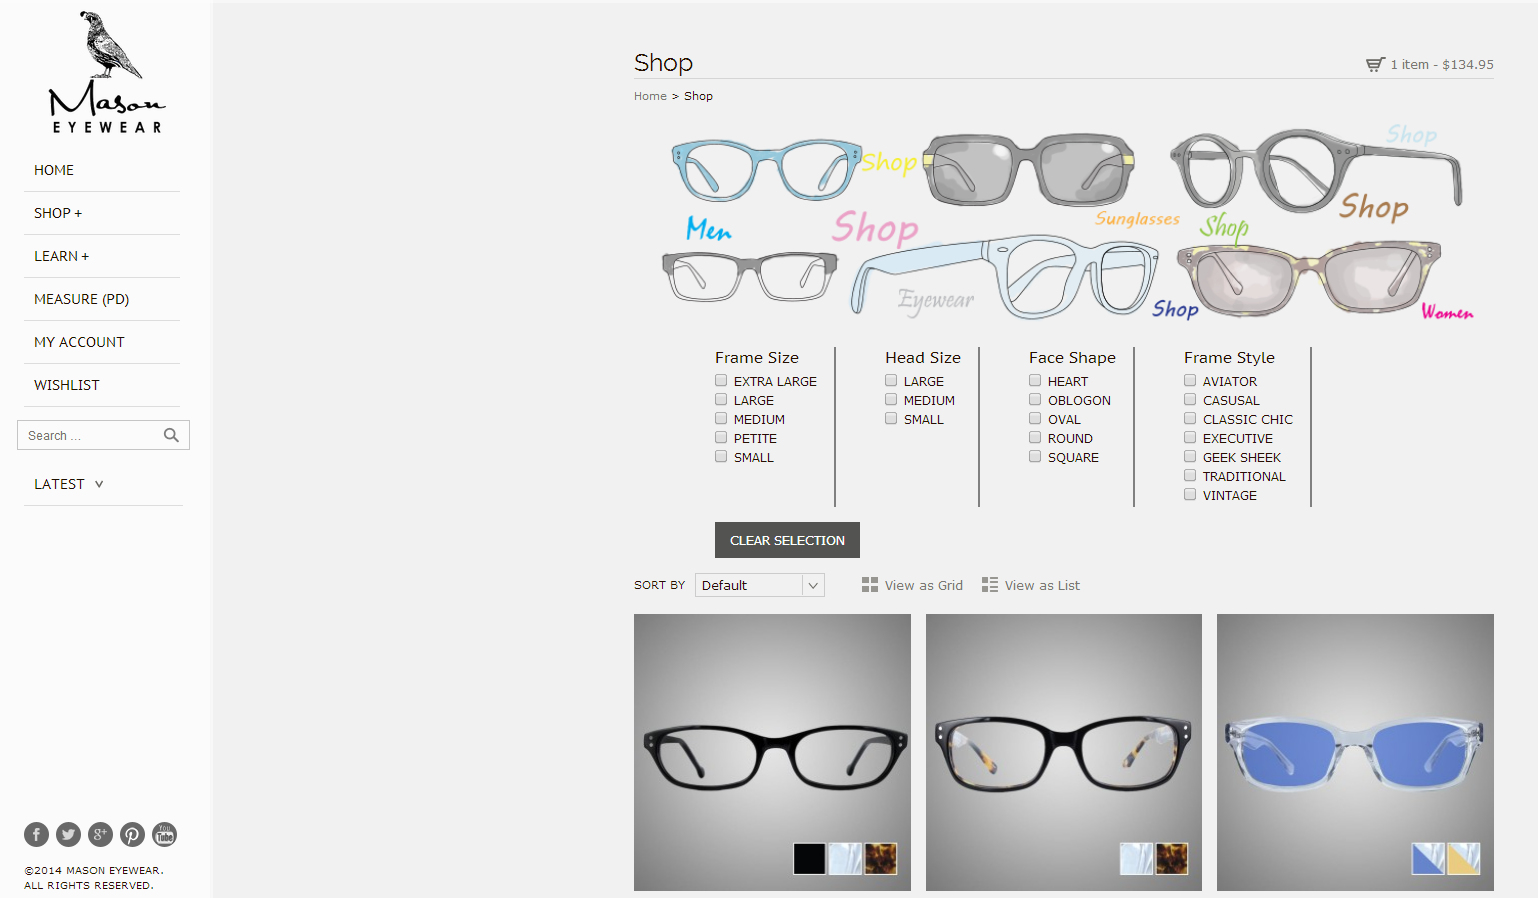 Mason
EYEWEAR
HOME
SHOP +
LEARN +
MEASURE (PD)
MY ACCOUNT
WISHLIST
Search ...
LATEST
©2014 MASON EYEWEAR.
ALL RIGHTS RESERVED.
Shop
1 item - $134.95
Home > Shop
Shop
Shop
Men
Shop
Sunglasses
Shop
Shop
Eyewear
Shop
Women
Frame Size
EXTRA LARGE
LARGE
MEDIUM
PETITE
SMALL
Head Size
LARGE
MEDIUM
SMALL
Face Shape
HEART
OBLOGON
OVAL
ROUND
SQUARE
Frame Style
AVIATOR
CASUSAL
CLASSIC CHIC
EXECUTIVE
GEEK SHEEK
TRADITIONAL
VINTAGE
CLEAR SELECTION
SORT BY Default View as Grid View as List
f g+ You Tube